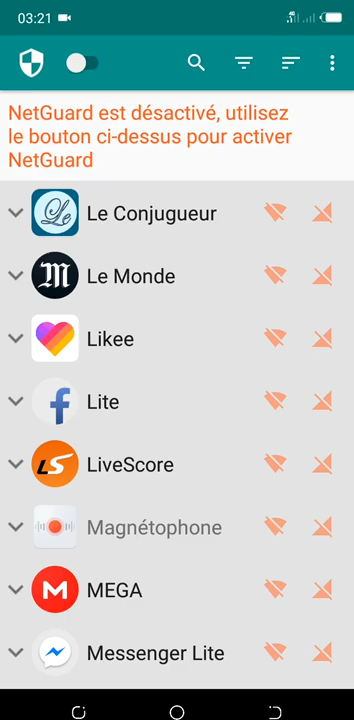 03:21
NetGuard est désactivé, utilisez
le bouton ci-dessus pour activer
NetGuard
Le Conjugueur
Le Monde
Likee
Lite
LiveScore
Magnétophone
MEGA
Messenger Lite